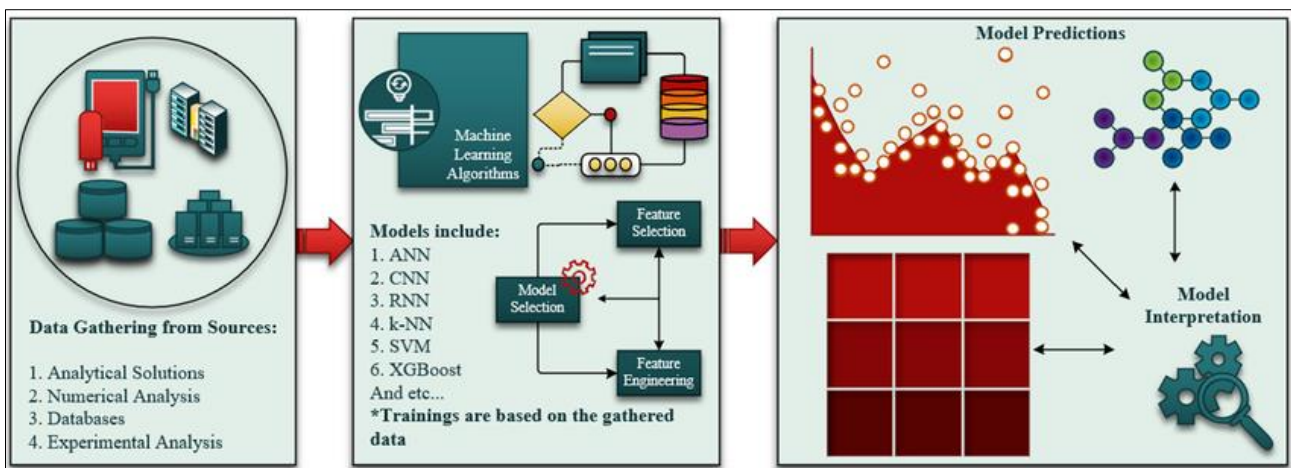 Data Gathering from Sources:
1. Analytical Solutions
2. Numerical Analysis
3. Databases
4. Experimental Analysis
Machine
Learning
Algorithms
Models include:
1. ANN
2. CNN
3. RNN
4. k-NN
5. SVM
6. XGBoost
And etc...
*Trainings are based on the gathered
data
Feature
Selection
Model
Selection
Feature
Engineering
Model Predictions
Model
Interpretation